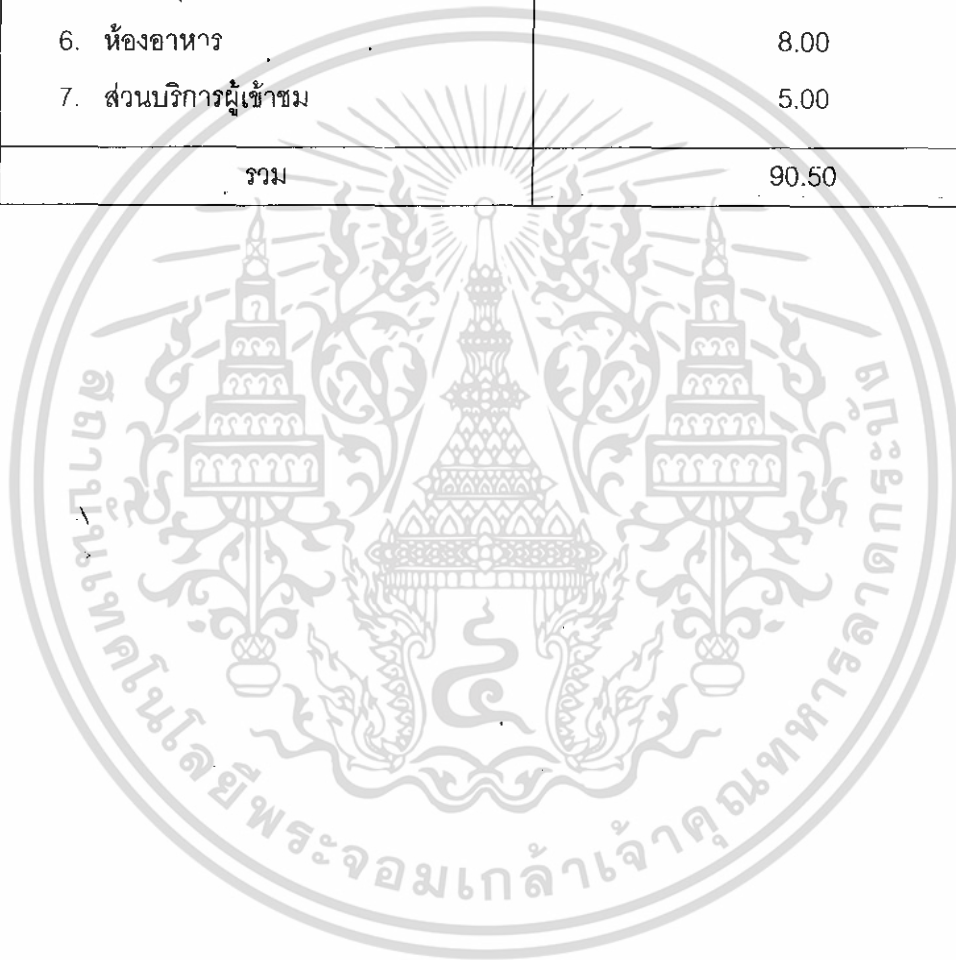 6. ห้องอาหาร 8.00
7. ส่วนบริการผู้เข้าชม 5.00
รวม 90.50
สถาบันเทคโนโลยีพระจอมเกล้าเจ้าคุณทหารลาดกระบัง
๔